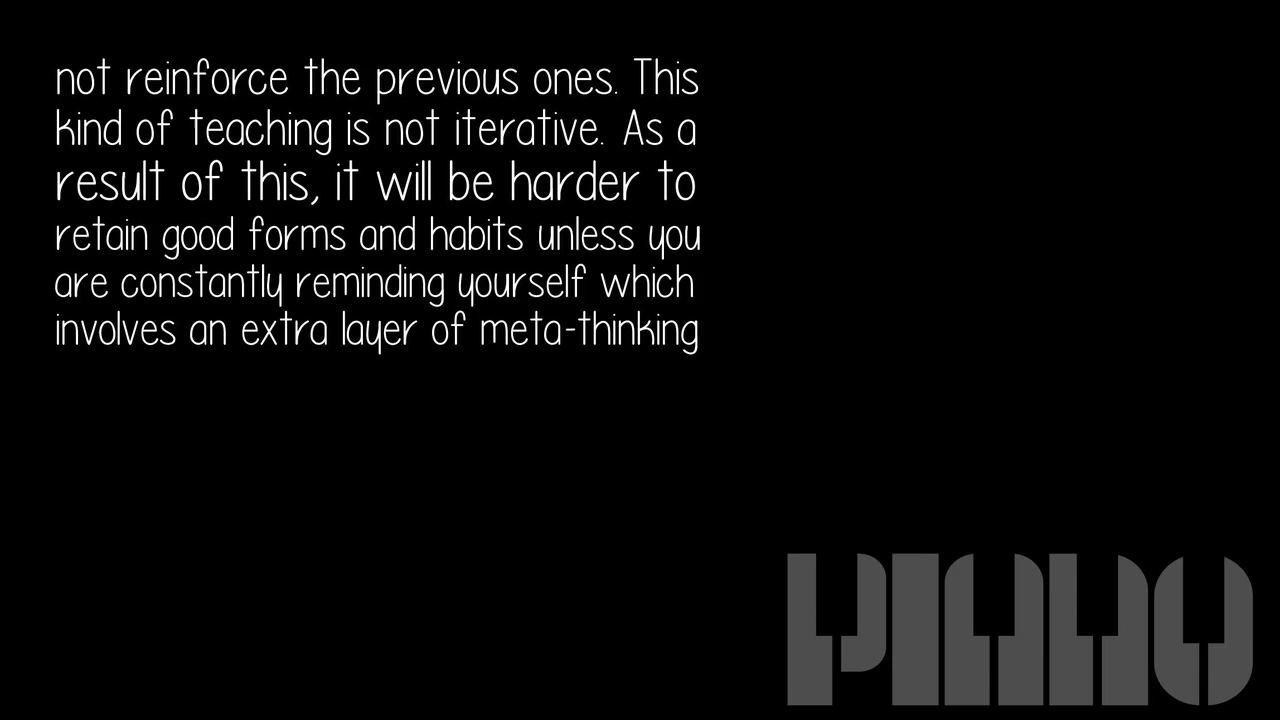 not reinforce the previous ones. This
kind of teaching is not iterative. As a
result of this, it will be harder to
retain good forms and habits unless you
are constantly reminding yourself which
involves an extra layer of meta-thinking
PIANO